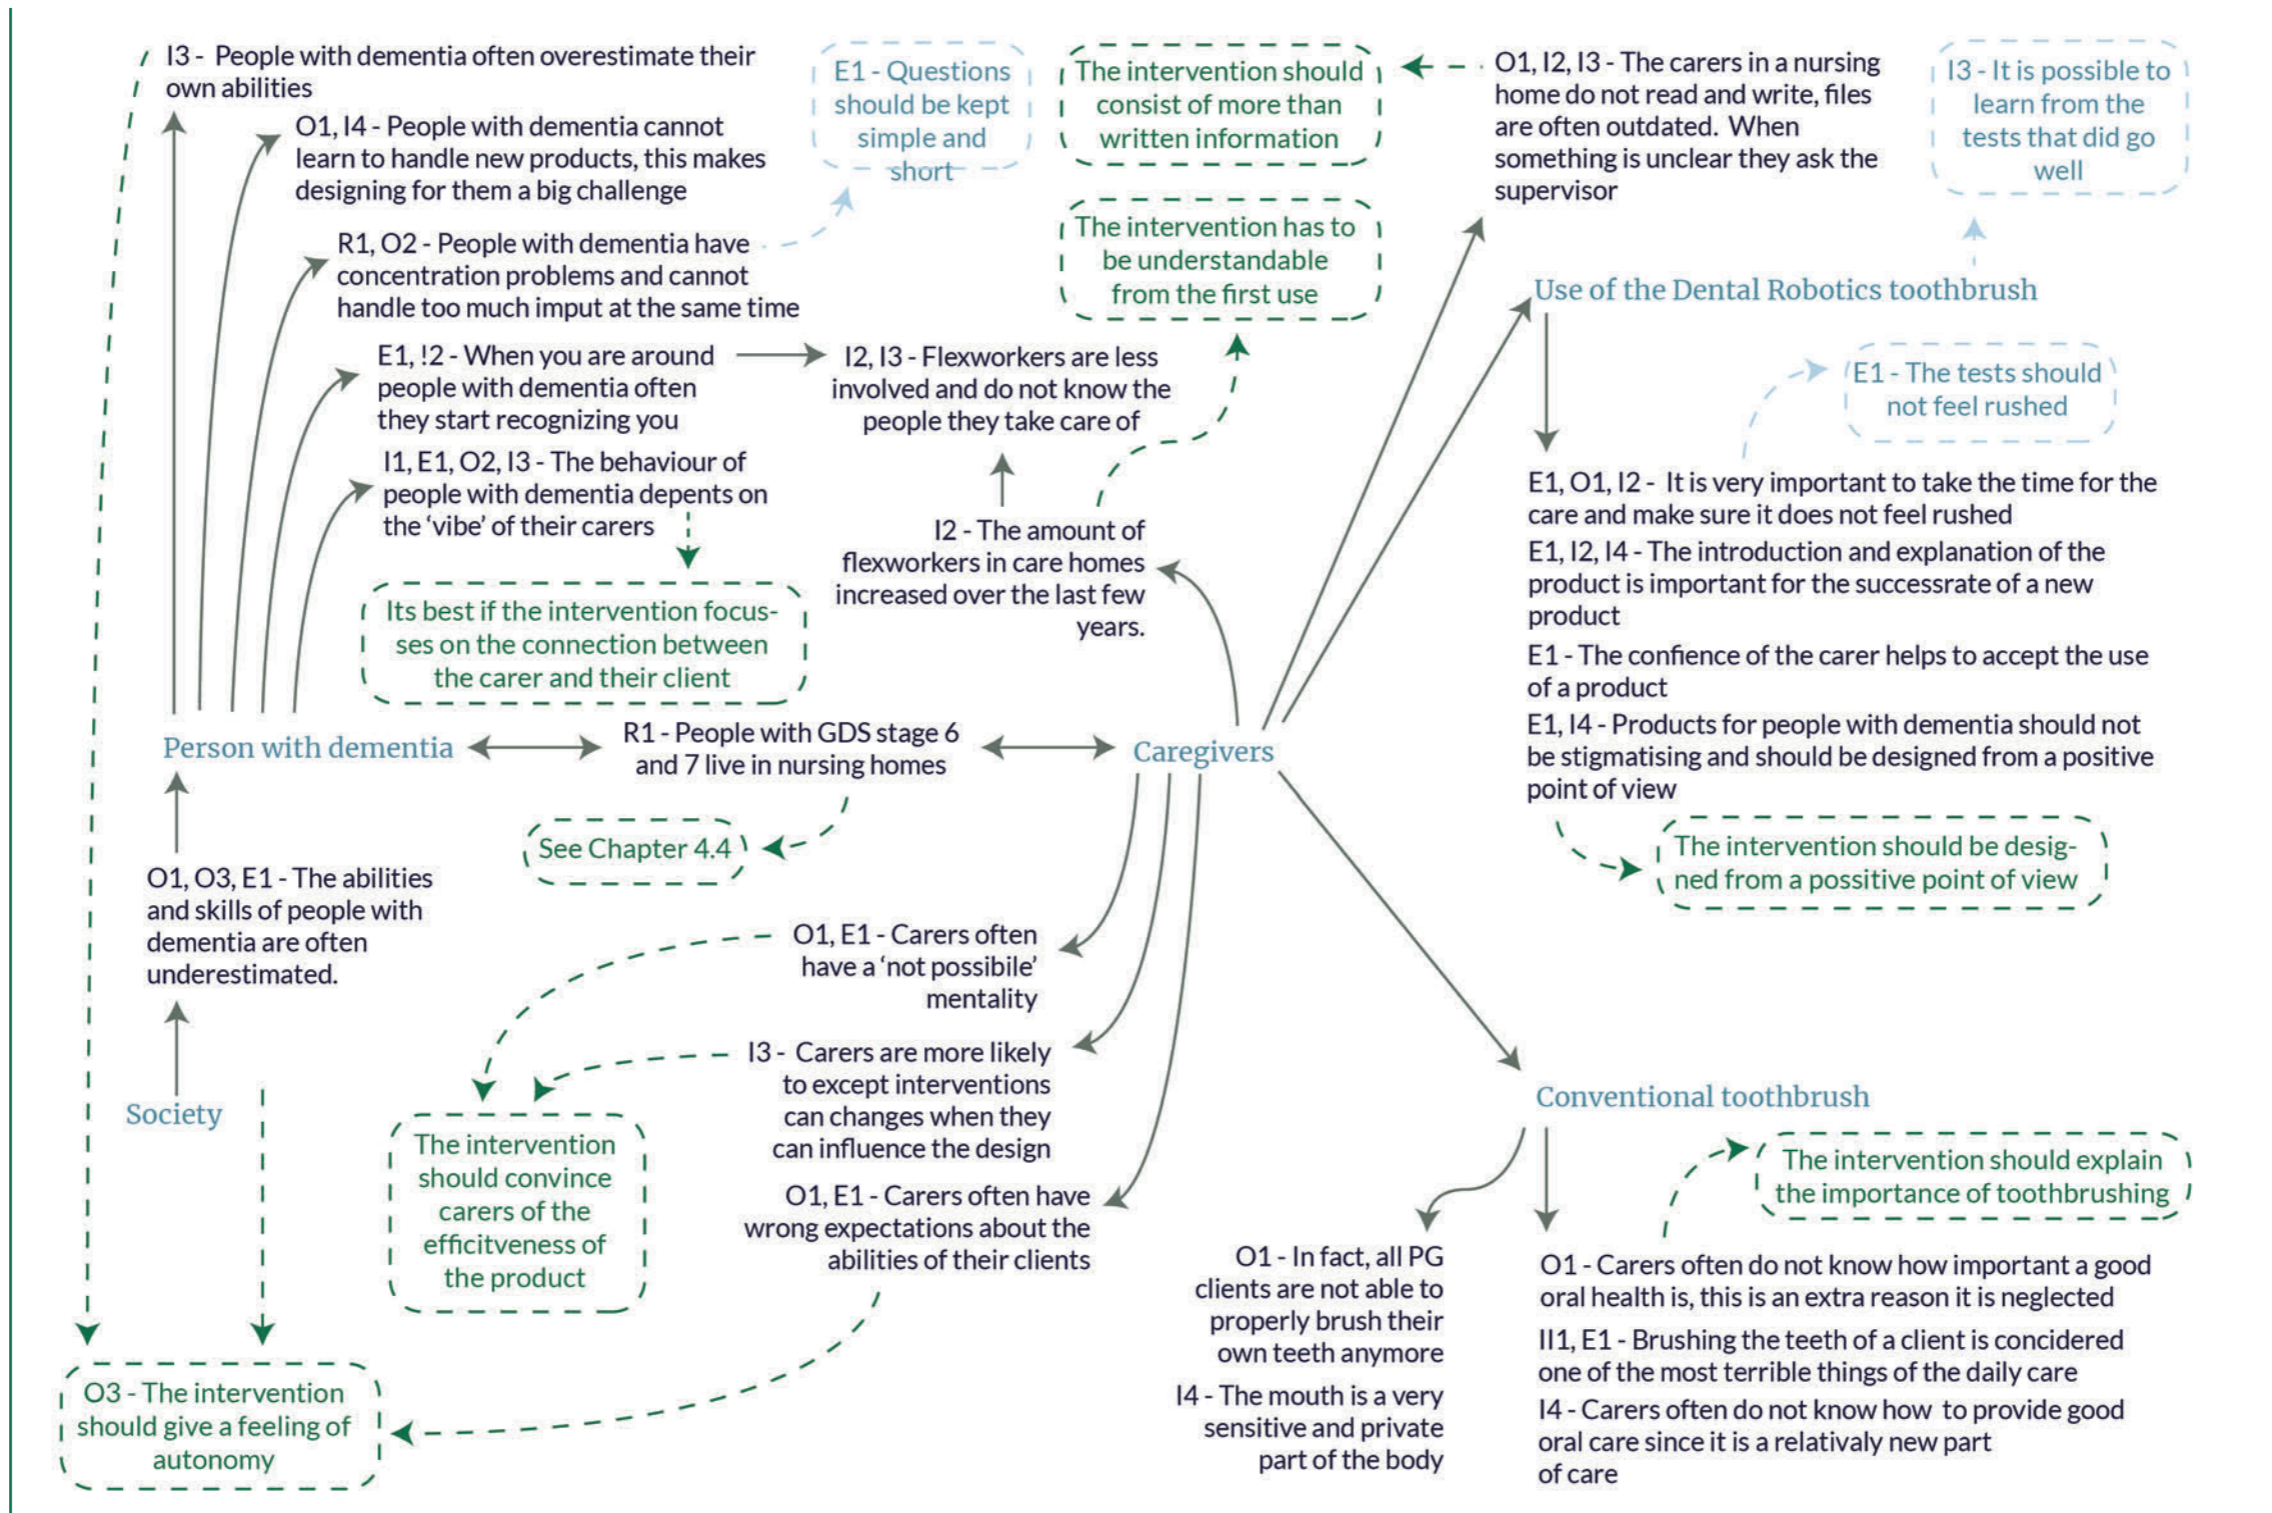 I3 -  People with dementia often overestimate their
own abilities
O1, I4 - People with dementia cannot
learn to handle new products, this makes
designing for them a big challenge
R1, O2 - People with dementia have
concentration problems and cannot
handle too much imput at the same time
E1, !2 - When you are around
people with dementia often
they start recognizing you
I1, E1, O2, I3 - The behaviour of
people with dementia depents on
the ‘vibe’ of their carers
Its best if the intervention focus-
ses on the connection between
the carer and their client
E1 - Questions
should be kept
simple and
short
The intervention should
consist of more than
written information
The intervention has to
be understandable
from the first use
I2, I3 - Flexworkers are less
involved and do not know the
people they take care of
I2 - The amount of
flexworkers in care homes
increased over the last few
years.
O1, I2, I3 - The carers in a nursing
home do not read and write, files
are often outdated.  When
something is unclear they ask the
supervisor
I3 - It is possible to
learn from the
tests that did go
well
Use of the Dental Robotics toothbrush
E1 - The tests should
not feel rushed
E1, O1, I2 -  It is very important to take the time for the
care and make sure it does not feel rushed
E1, I2, I4 - The introduction and explanation of the
product is important for the successrate of a new
product
E1 - The confience of the carer helps to accept the use
of a product
E1, I4 - Products for people with dementia should not
be stigmatising and should be designed from a positive
point of view
The intervention should be desig-
ned from a possitive point of view
Person with dementia
R1 - People with GDS stage 6
and 7 live in nursing homes
Caregivers
See Chapter 4.4
O1, O3, E1 - The abilities
and skills of people with
dementia are often
underestimated.
Society
O1, E1 - Carers often
have a ‘not possibile’
mentality
I3 -  Carers are more likely
to except interventions
can changes when they
can influence the design
O1, E1 - Carers often have
wrong expectations about the
abilities of their clients
The intervention
should convince
carers of the
efficitveness of
the product
O3 - The intervention
should give a feeling of
autonomy
Conventional toothbrush
The intervention should explain
the importance of toothbrushing
O1 - In fact, all PG
clients are not able to
properly brush their
own teeth anymore
I4 - The mouth is a very
sensitive and private
part of the body
O1 - Carers often do not know how important a good
oral health is, this is an extra reason it is neglected
II1, E1 - Brushing the teeth of a client is concidered
one of the most terrible things of the daily care
I4 - Carers often do not know how  to provide good
oral care since it is a relativaly new part
of care